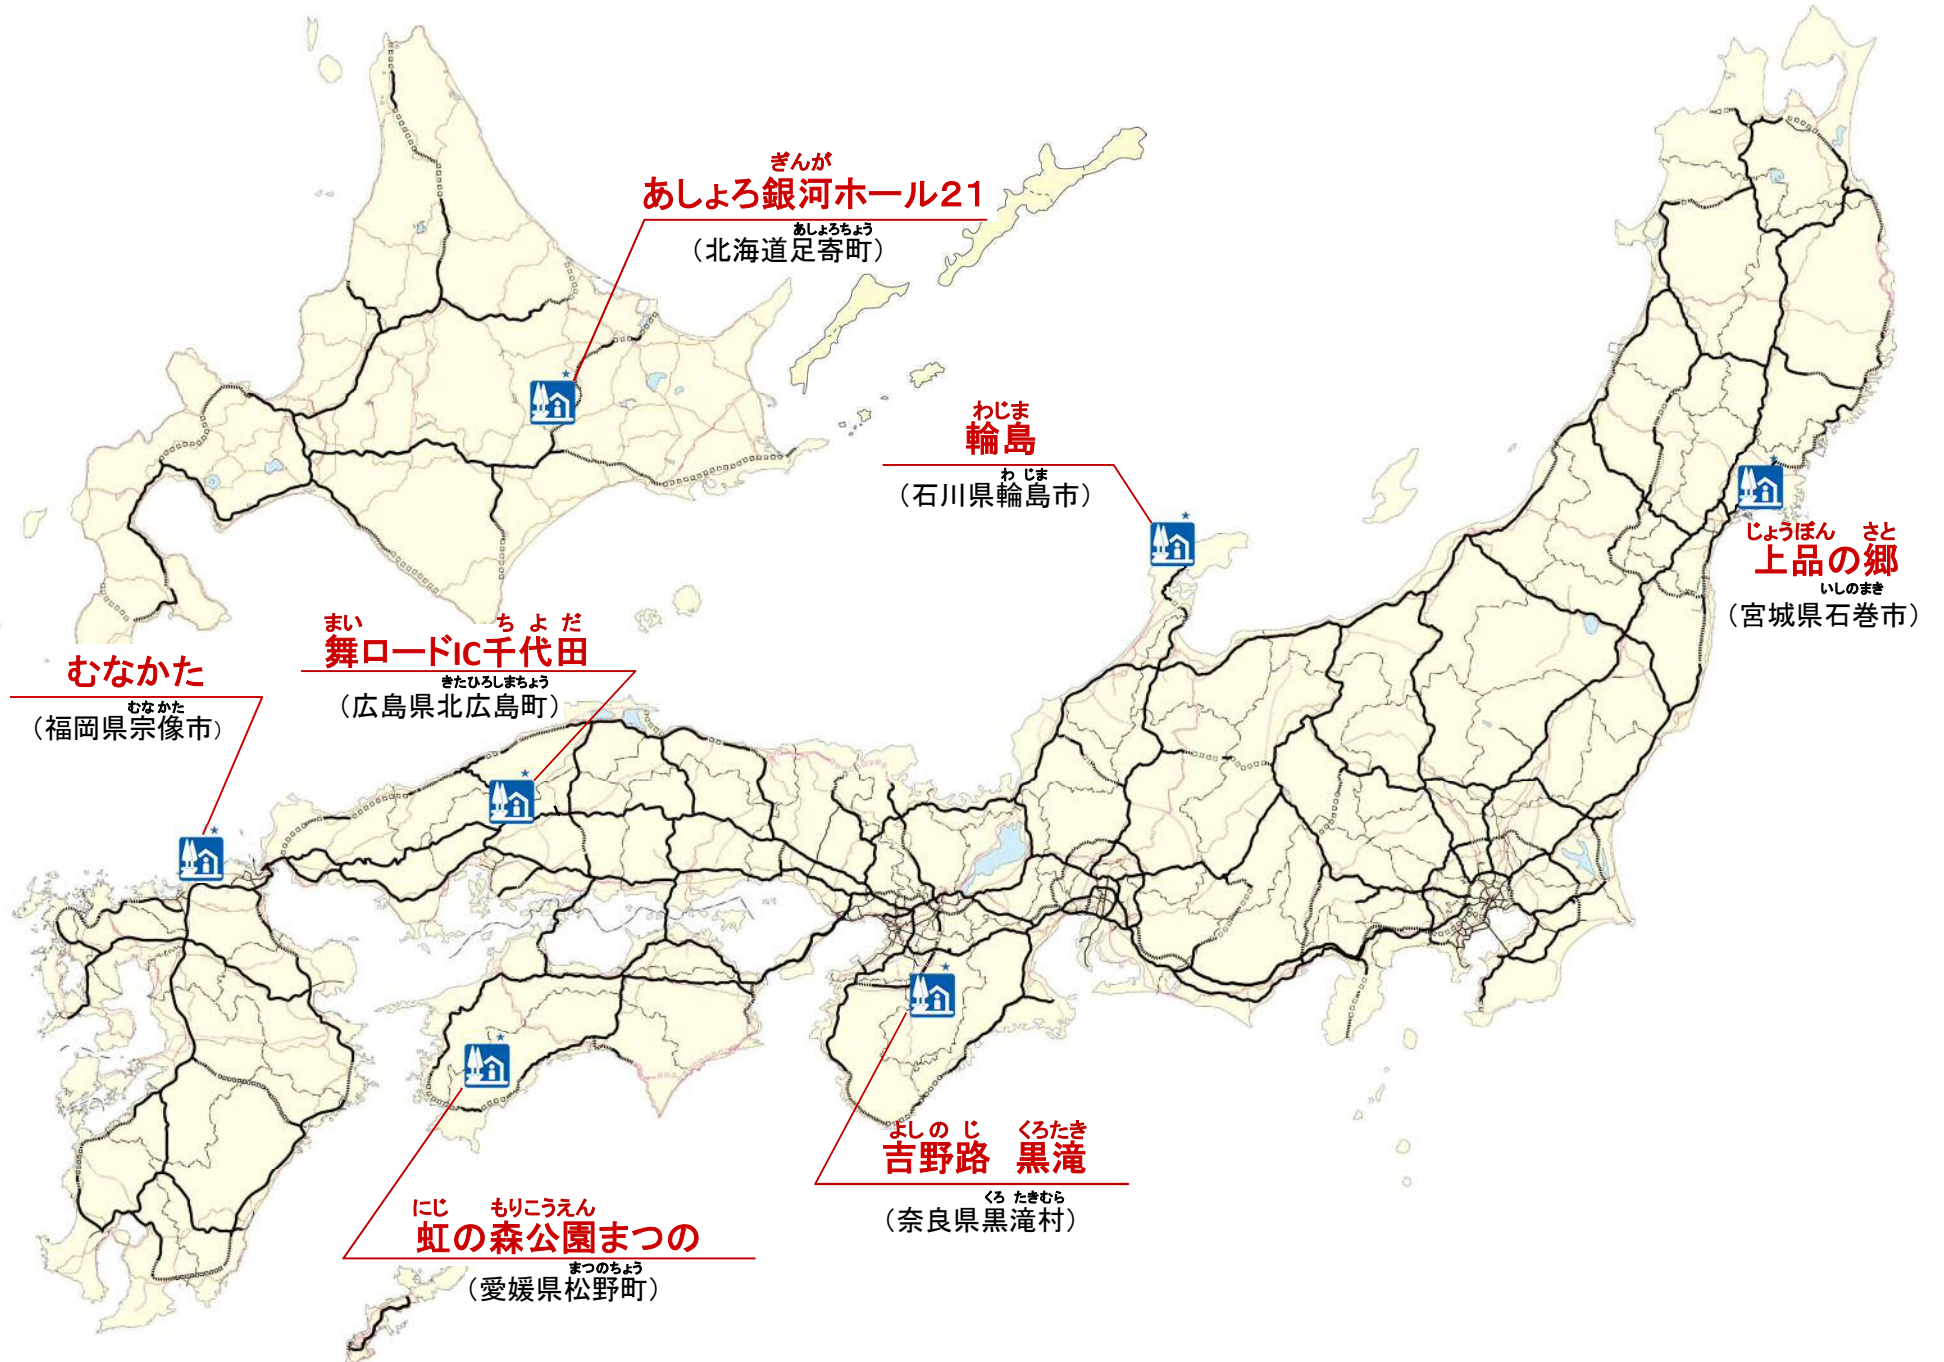 ぎんが
あしょろ銀河ホール21
あしょろちょう
（北海道足寄町）
わじま
輪島
わ じま
（石川県輪島市）
じょうぼん さと
上品の郷
いしのまき
（宮城県石巻市）
まい ち よ だ
舞ロードIC千代田
きたひろしまちょう
（広島県北広島町）
むなかた
むな かた
（福岡県宗像市）
よし の じ くろたき
吉野路 黒滝
くろ たきむら
（奈良県黒滝村）
にじ もりこうえん
虹の森公園まつの
まつのちょう
（愛媛県松野町）